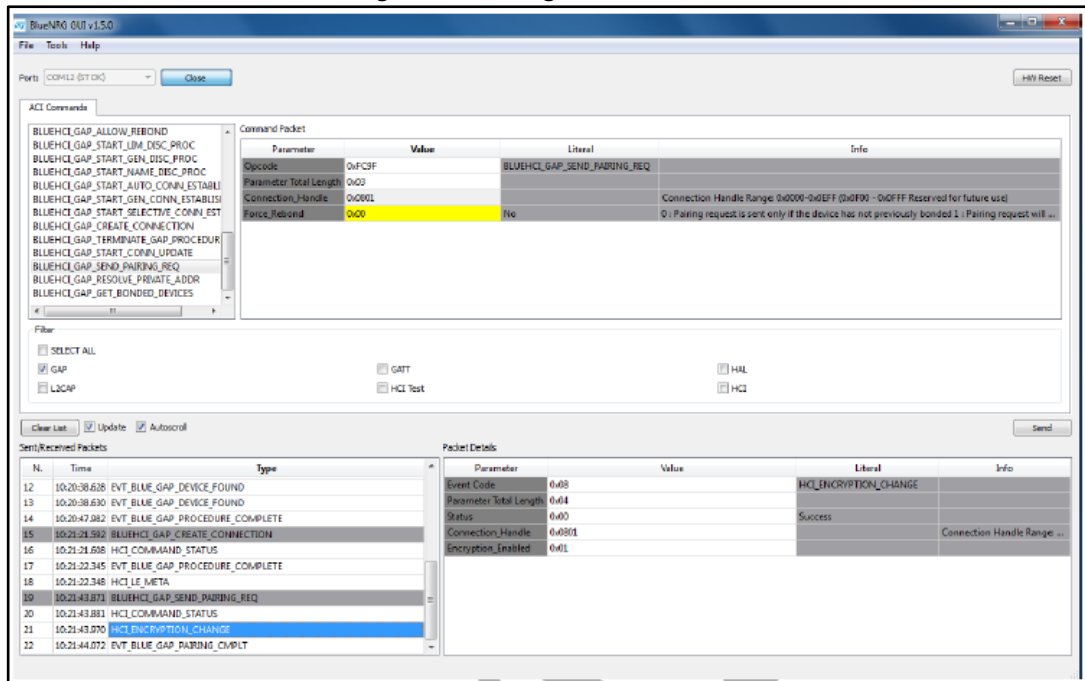 BlueNRG GUI v1.5.0
File Tools Help
Port: COM12 (ST DK) Close HW Reset
ACI Commands
BLUEHCI_GAP_ALLOW_REBOND
BLUEHCI_GAP_START_LIM_DISC_PROC
BLUEHCI_GAP_START_GEN_DISC_PROC
BLUEHCI_GAP_START_NAME_DISC_PROC
BLUEHCI_GAP_START_AUTO_CONN_ESTABLI
BLUEHCI_GAP_START_GEN_CONN_ESTABLIS
BLUEHCI_GAP_START_SELECTIVE_CONN_EST
BLUEHCI_GAP_CREATE_CONNECTION
BLUEHCI_GAP_TERMINATE_GAP_PROCEDUR
BLUEHCI_GAP_START_CONN_UPDATE
BLUEHCI_GAP_SEND_PAIRING_REQ
BLUEHCI_GAP_RESOLVE_PRIVATE_ADDR
BLUEHCI_GAP_GET_BONDED_DEVICES
Command Packet
Parameter Value Literal Info
Opcode 0xFC9F BLUEHCI_GAP_SEND_PAIRING_REQ
Parameter Total Length 0x03
Connection_Handle 0x0801 Connection Handle Range: 0x0000-0x0EFF (0x0F00 - 0x0FFF Reserved for future use)
Force_Rebond 0x00 No 0 : Pairing request is sent only if the device has not previously bonded 1 : Pairing request will ...
Filter
SELECT ALL
GAP GATT HAL
L2CAP HCI Test HCI
Clear List Update Autoscroll Send
Sent/Received Packets
N. Time Type
12 10:20:38.628 EVT_BLUE_GAP_DEVICE_FOUND
13 10:20:38.630 EVT_BLUE_GAP_DEVICE_FOUND
14 10:20:47.982 EVT_BLUE_GAP_PROCEDURE_COMPLETE
15 10:21:21.592 BLUEHCI_GAP_CREATE_CONNECTION
16 10:21:21.608 HCI_COMMAND_STATUS
17 10:21:22.345 EVT_BLUE_GAP_PROCEDURE_COMPLETE
18 10:21:22.348 HCI_LE_META
19 10:21:43.871 BLUEHCI_GAP_SEND_PAIRING_REQ
20 10:21:43.881 HCI_COMMAND_STATUS
21 10:21:43.970 HCI_ENCRYPTION_CHANGE
22 10:21:44.072 EVT_BLUE_GAP_PAIRING_CMPLT
Packet Details
Parameter Value Literal Info
Event Code 0x08 HCI_ENCRYPTION_CHANGE
Parameter Total Length 0x04
Status 0x00 Success
Connection_Handle 0x0801 Connection Handle Range: ...
Encryption_Enabled 0x01